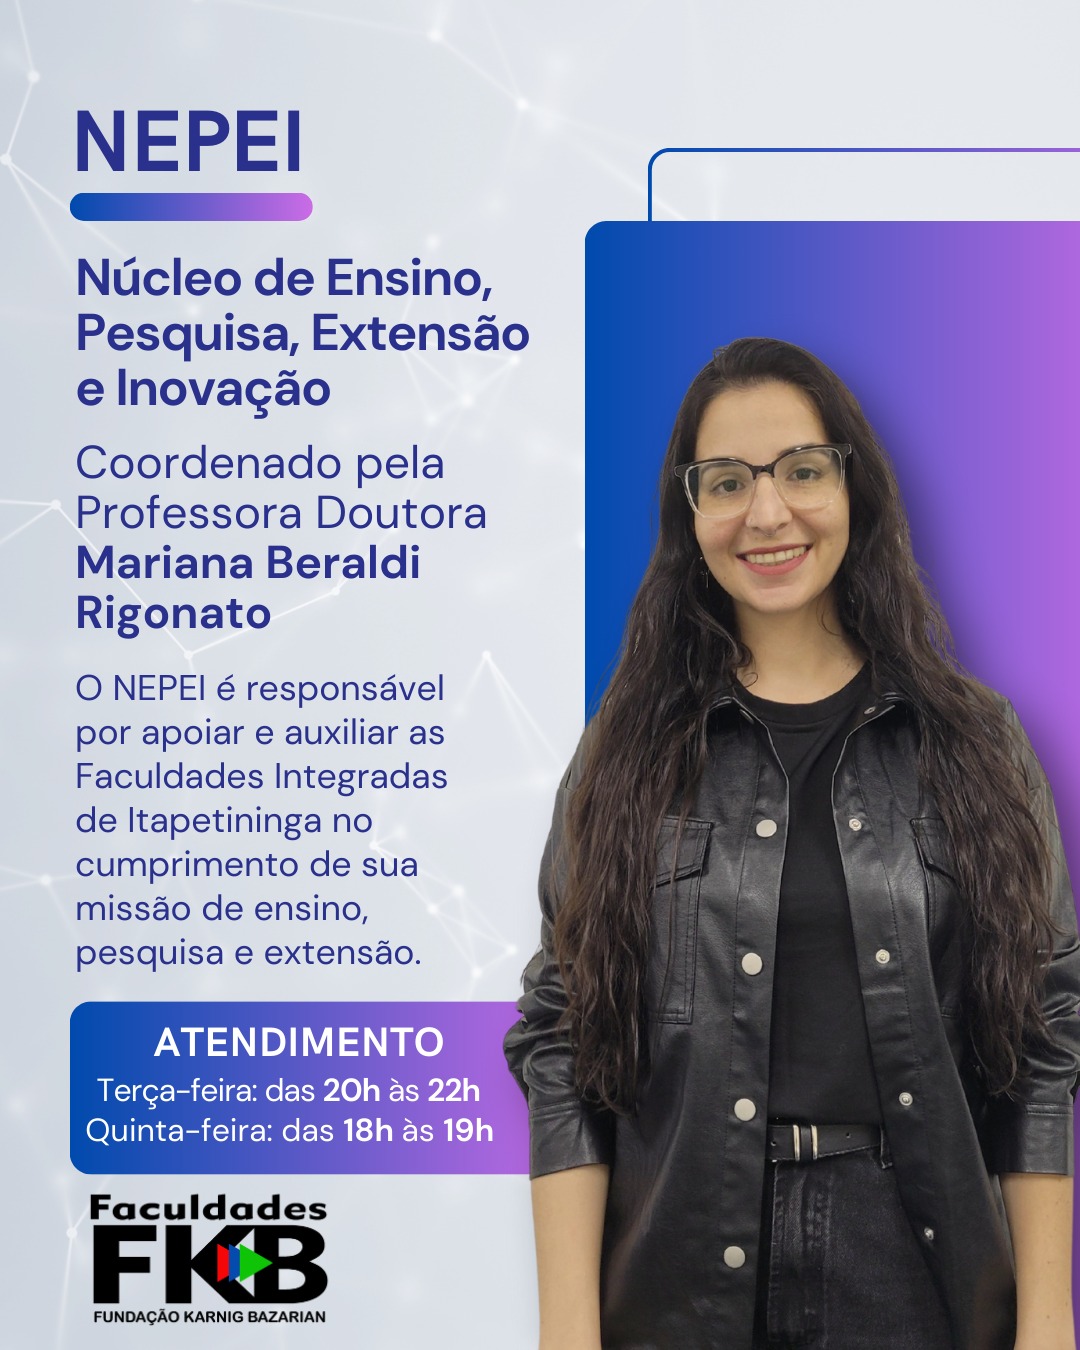 NEPEI
Núcleo de Ensino,
Pesquisa, Extensão
e Inovação
Coordenado pela
Professora Doutora
Mariana Beraldi
Rigonato
O NEPEI é responsável
por apoiar e auxiliar as
Faculdades Integradas
de Itapetininga no
cumprimento de sua
missão de ensino,
pesquisa e extensão.
ATENDIMENTO
Terça-feira: das 20h às 22h
Quinta-feira: das 18h às 19h
Faculdades
FKB
FUNDAÇÃO KARNIG BAZARIAN